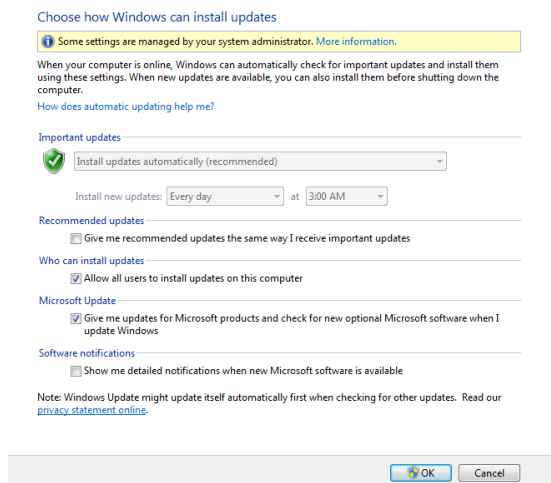 Choose how Windows can install updates
Some settings are managed by your system administrator. More information.
When your computer is online, Windows can automatically check for important updates and install them
using these settings. When new updates are available, you can also install them before shutting down the
computer.
How does automatic updating help me?
Important updates
Install updates automatically (recommended)
Install new updates: Every day at 3:00 AM
Recommended updates
Give me recommended updates the same way I receive important updates
Who can install updates
Allow all users to install updates on this computer
Microsoft Update
Give me updates for Microsoft products and check for new optional Microsoft software when I
update Windows
Software notifications
Show me detailed notifications when new Microsoft software is available
Note: Windows Update might update itself automatically first when checking for other updates. Read our
privacy statement online.
OK Cancel